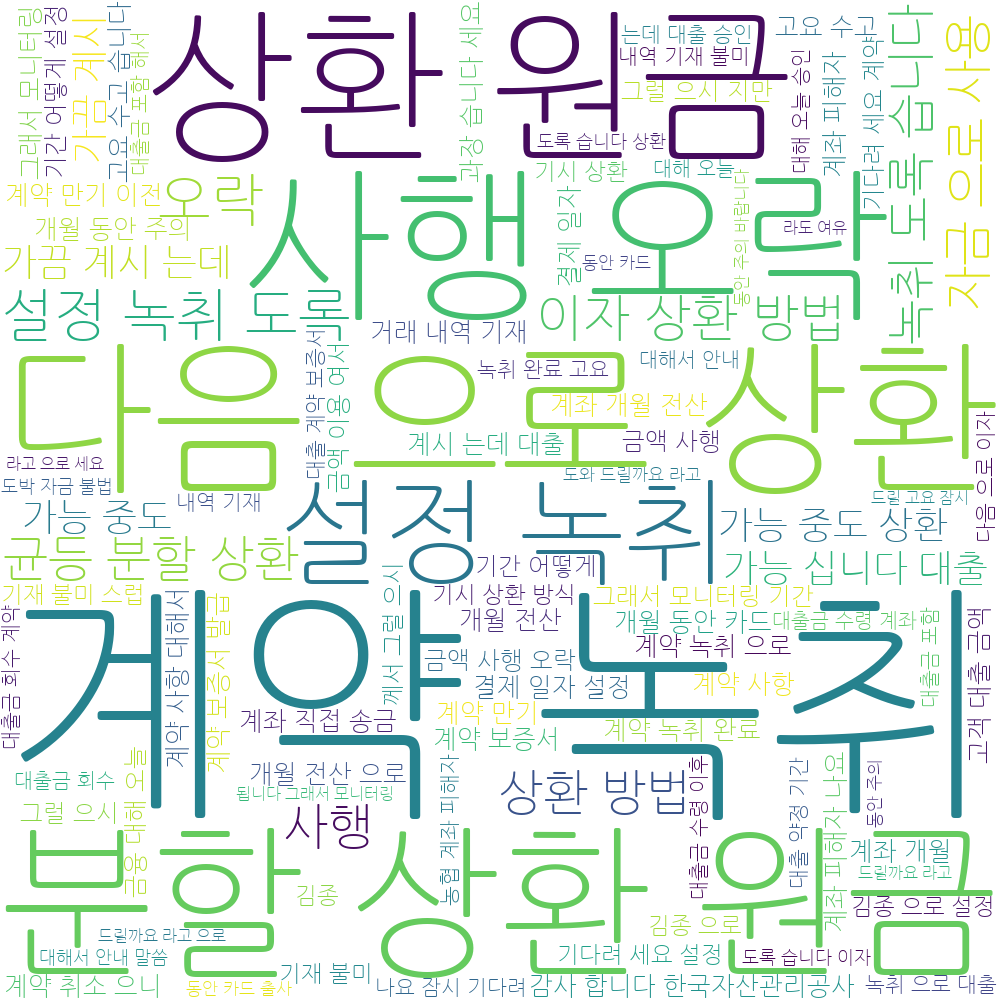 상환 원금
사행 오락
다음 으로 상환
설정 녹취
계약 녹취
분할 상환 원금
그래서 모니터링
기간 어떻게 설정
가끔 계시
고요 수고 습니다
대출금 포함 해서
과장 습니다 세요
는데 대출 승인
내역 기재 불미
그럴 으시 지만
도록 습니다 상환
고요 수고
대해 오늘 승인
계좌 피해자
기다려 세요 계약
녹취 도록 습니다
자금 으로 사용
계약 만기 이전
오락
개월 동안 주의
가끔 계시 는데
설정 녹취 도록
기시 상환
대해 오늘
결제 일자
동안 카드
동안 주의 바랍니다
라도 여유
이자 상환 방법
거래 내역 기재
대출 계약 보증서
금액 이용 여서
녹취 완료 고요
대해서 안내
계좌 개월 전산
계시 는데 대출
금액 사행
라고 으로 세요
도박 자금 불법
내역 기재
도와 드릴까요 라고
드릴 고요 잠시
다음 으로 이자
가능 중도
가능 중도 상환
균등 분할 상환
기간 어떻게
가능 십니다 대출
기재 불미 스럽
기시 상환 방식
그래서 모니터링 기간
대출금 회수 계약
계약 사항 대해서
계약 보증서 발급
께서 그럴 으시
개월 전산
개월 동안 카드
대출금 수령 계좌
계약 녹취 으로
대출금 포함
고객 대출 금액
금액 사행 오락
결제 일자 설정
계약 사항
계좌 직접 송금
계약 만기
계약 녹취 완료
계약 보증서
대출금 회수
개월 전산 으로
됩니다 그래서 모니터링
상환 방법
그럴 으시
금융 대해 오늘
사행
농협 계좌 피해자
대출금 수령 이후
대출 약정 기간
계좌 피해자 나요
동안 주의
계좌 개월
드릴까요 라고
김종
김종 으로
김종 으로 설정
드릴까요 라고 으로
대해서 안내 말씀
기재 불미
기다려 세요 설정
도록 습니다 이자
계약 취소 으니
동안 카드 출사
나요 잠시 기다려
감사 합니다 한국자산관리공사
녹취 으로 대출